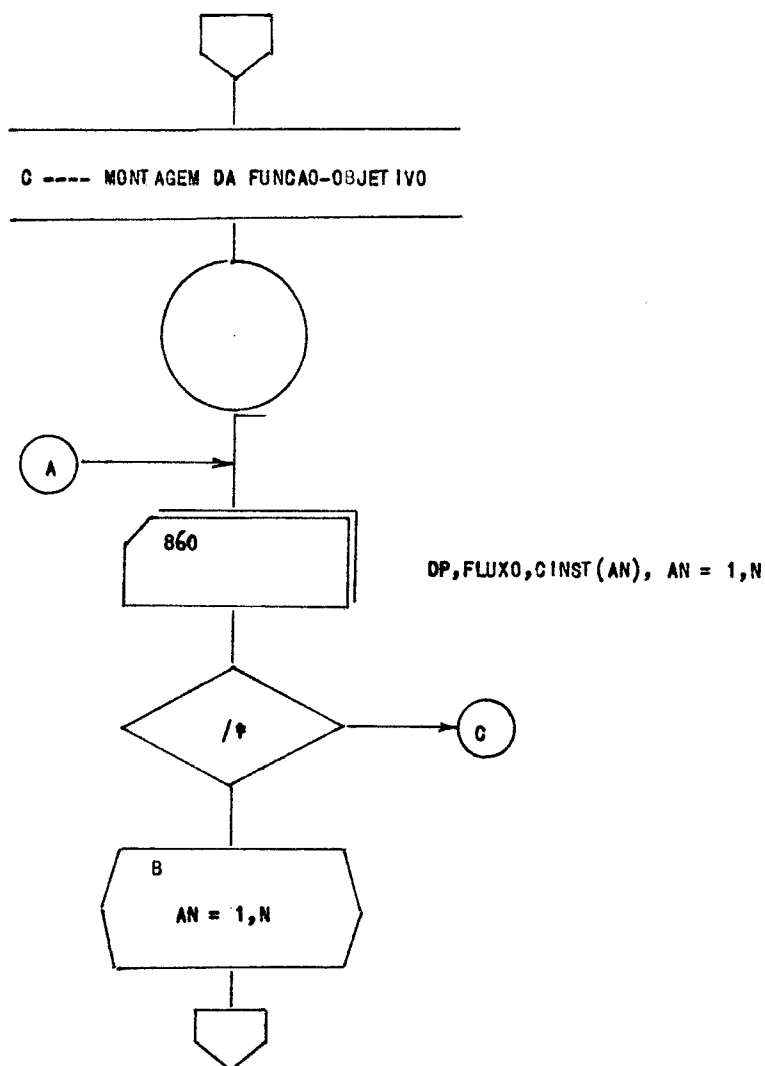 C ---- MONTAGEM DA FUNCAO-OBJETIVO
A
860
DP,FLUXO,CINST(AN), AN = 1,N
/*
C
B
AN = 1,N